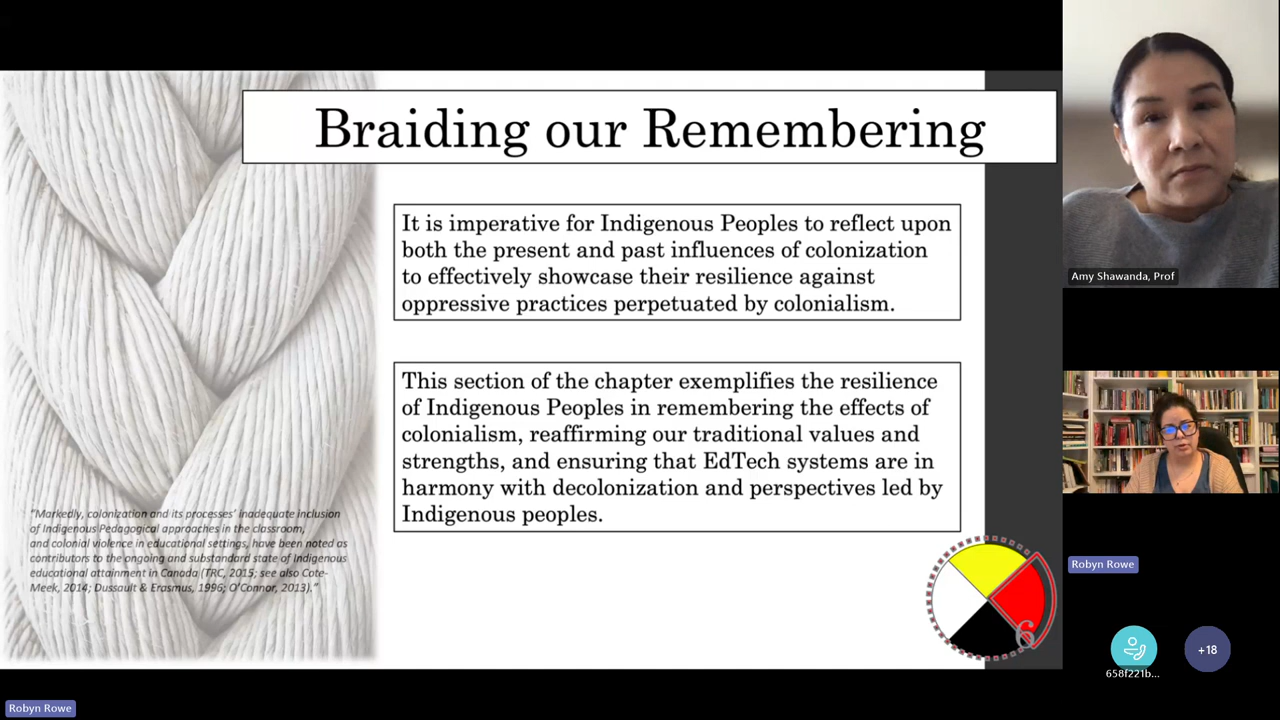 Braiding our Remembering
It is imperative for Indigenous Peoples to reflect upon
both the present and past influences of colonization
to effectively showcase their resilience against
oppressive practices perpetuated by colonialism.
This section of the chapter exemplifies the resilience
of Indigenous Peoples in remembering the effects of
colonialism, reaffirming our traditional values and
strengths, and ensuring that EdTech systems are in
harmony with decolonization and perspectives led by
Indigenous peoples.
"Markedly, colonization and its processes' inadequate inclusion
of Indigenous Pedagogical approaches in the classroom,
and colonial violence in educational settings, have been noted as
contributors to the ongoing and substandard state of Indigenous
educational attainment in Canada (TRC, 2015; see also Cote-
Meek, 2014; Dussault & Erasmus, 1996; O'Connor, 2013)."
6
Amy Shawanda, Prof
Robyn Rowe
658f221b...
+18
Robyn Rowe